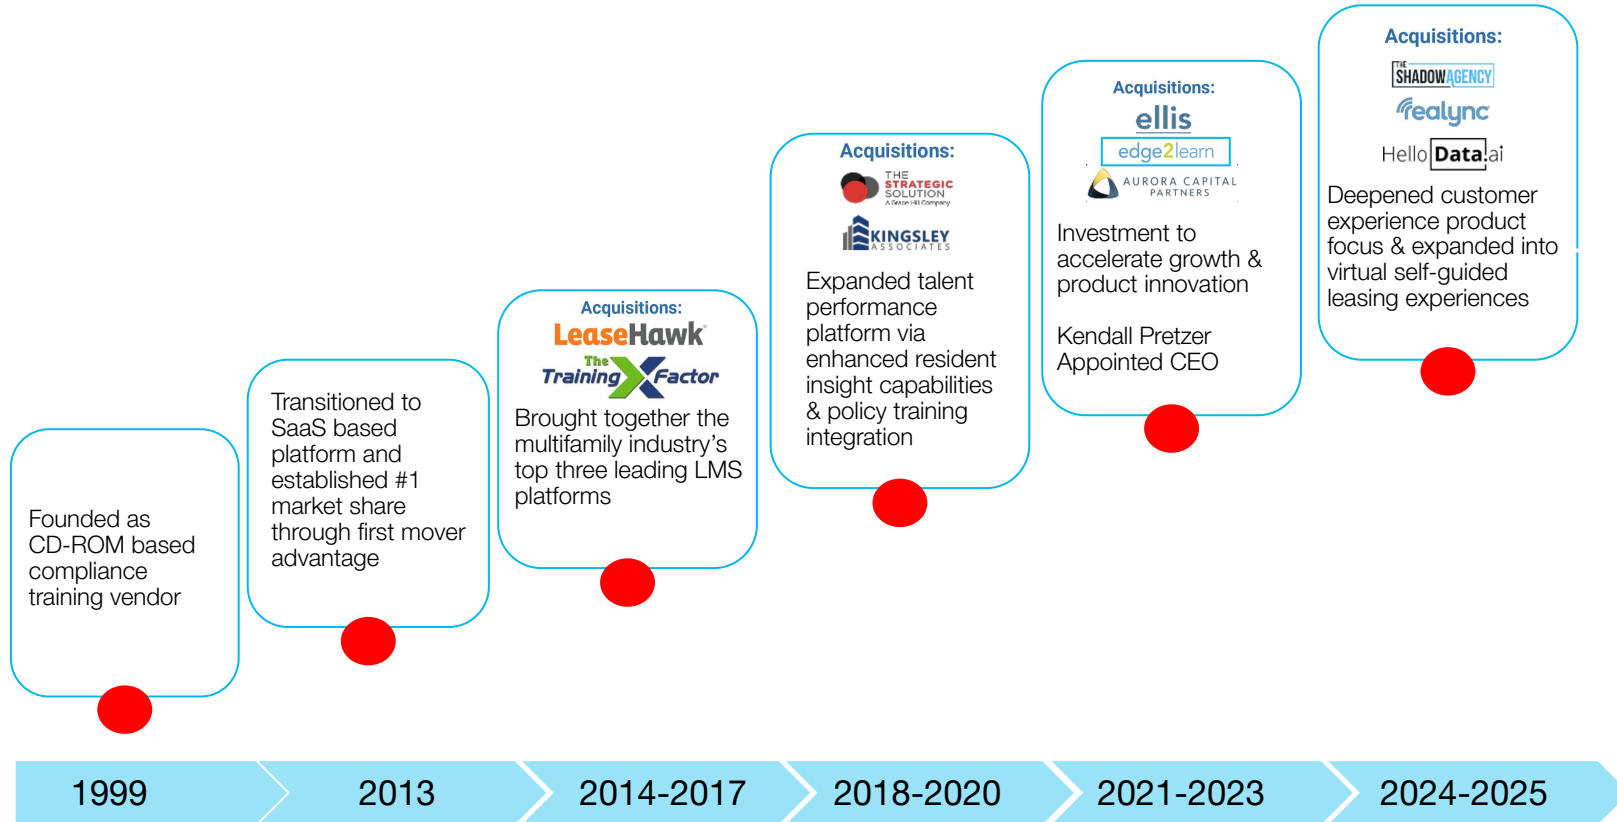 Founded as
CD-ROM based
compliance
training vendor
Transitioned to
SaaS based
platform and
established #1
market share
through first mover
advantage
Acquisitions:
LeaseHawk
The
Training X Factor
Brought together the
multifamily industry’s
top three leading LMS
platforms
Acquisitions:
THE
STRATEGIC
SOLUTION
A Grace Hill Company
KINGSLEY
ASSOCIATES
Expanded talent
performance
platform via
enhanced resident
insight capabilities
& policy training
integration
Acquisitions:
ellis
edge2learn
AURORA CAPITAL
PARTNERS
Investment to
accelerate growth &
product innovation
Kendall Pretzer
Appointed CEO
Acquisitions:
THE
SHADOWAGENCY
realync
HelloData.ai
Deepened customer
experience product
focus & expanded into
virtual self-guided
leasing experiences
1999
2013
2014-2017
2018-2020
2021-2023
2024-2025